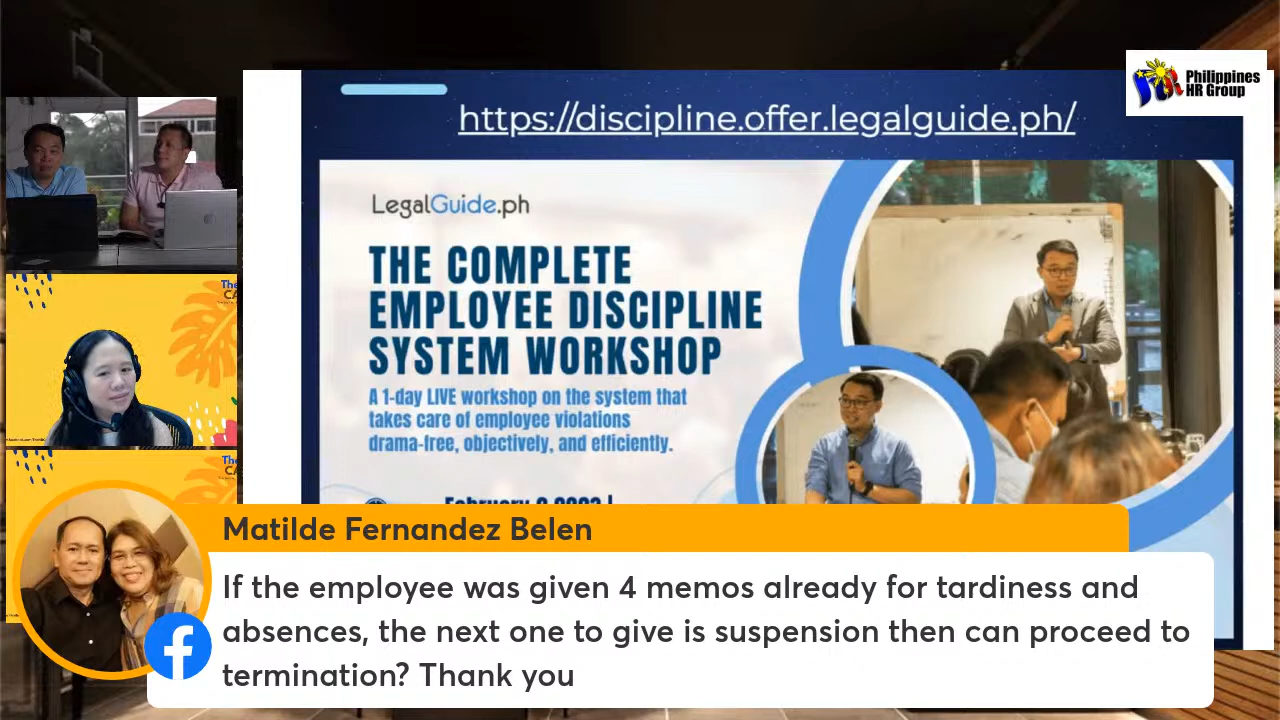 Philippines
HR Group
https://discipline.offer.legalguide.ph/
LegalGuide.ph
THE COMPLETE
EMPLOYEE DISCIPLINE
SYSTEM WORKSHOP
A 1-day LIVE workshop on the system that
takes care of employee violations
drama-free, objectively, and efficiently.
Matilde Fernandez Belen
If the employee was given 4 memos already for tardiness and
absences, the next one to give is suspension then can proceed to
termination? Thank you